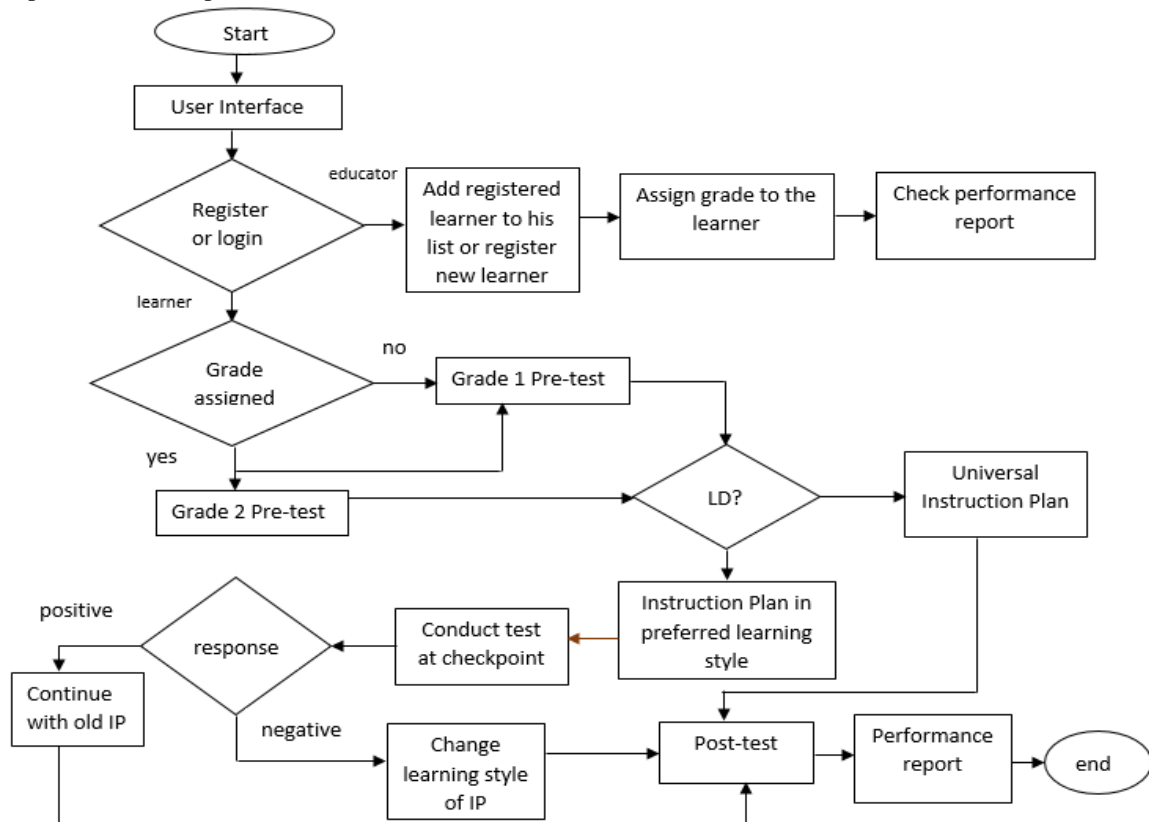 Start
User Interface
Register
or login
educator
Add registered
learner to his
list or register
new learner
Assign grade to the
learner
Check performance
report
learner
Grade
assigned
no
Grade 1 Pre-test
yes
Grade 2 Pre-test
LD?
Universal
Instruction Plan
Instruction Plan in
preferred learning
style
Conduct test
at checkpoint
response
positive
Continue
with old IP
negative
Change
learning style
of IP
Post-test
Performance
report
end